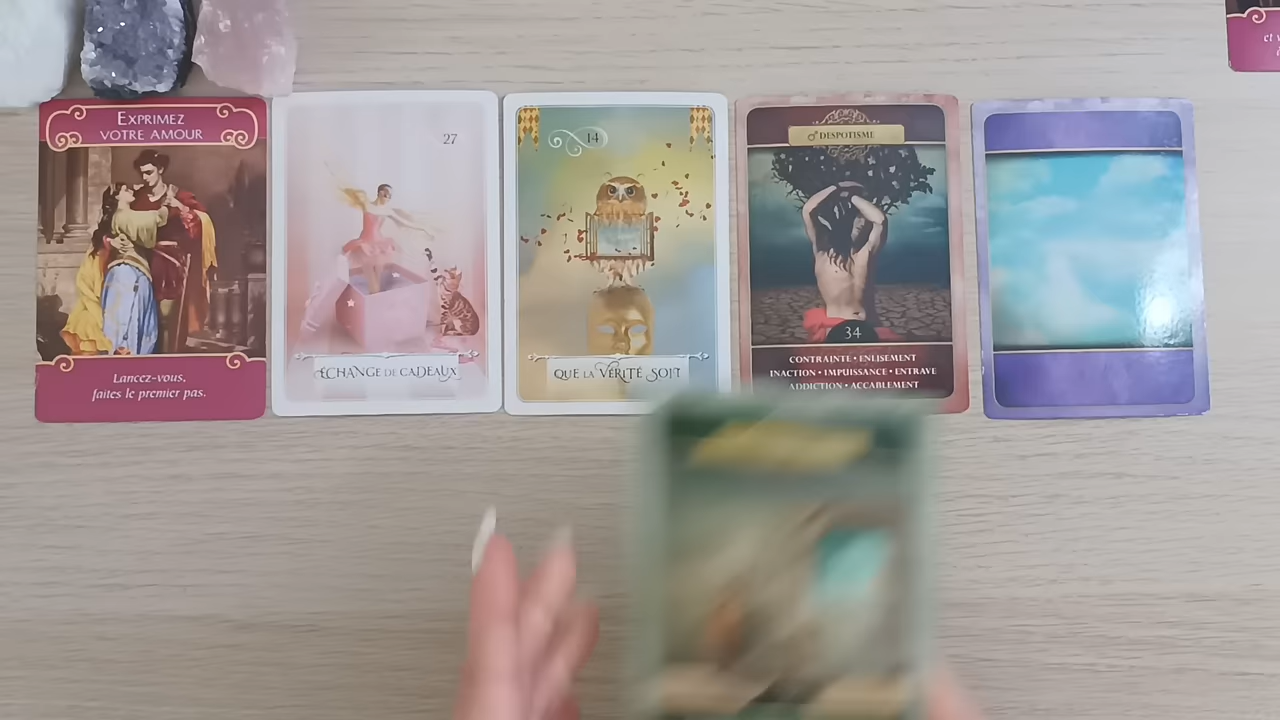 EXPRIMEZ
VOTRE AMOUR
Lancez-vous,
faites le premier pas.
27
ÉCHANGE DE CADEAUX
14
QUE LA VÉRITÉ SOIT
♂ DESPOTISME
34
CONTRAINTE • ENLISEMENT
INACTION • IMPUISSANCE • ENTRAVE
ADDICTION • ACCABLEMENT
et